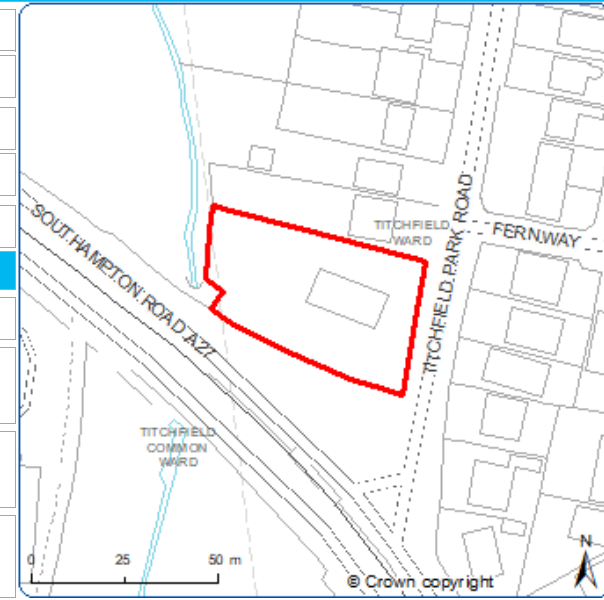 TITCHFIELD
WARD
FERNWAY
TITCHFIELD PARK ROAD
SOUTHAMPTON ROAD A27
TITCHFIELD
COMMON
WARD
0 25 50 m
N
© Crown copyright